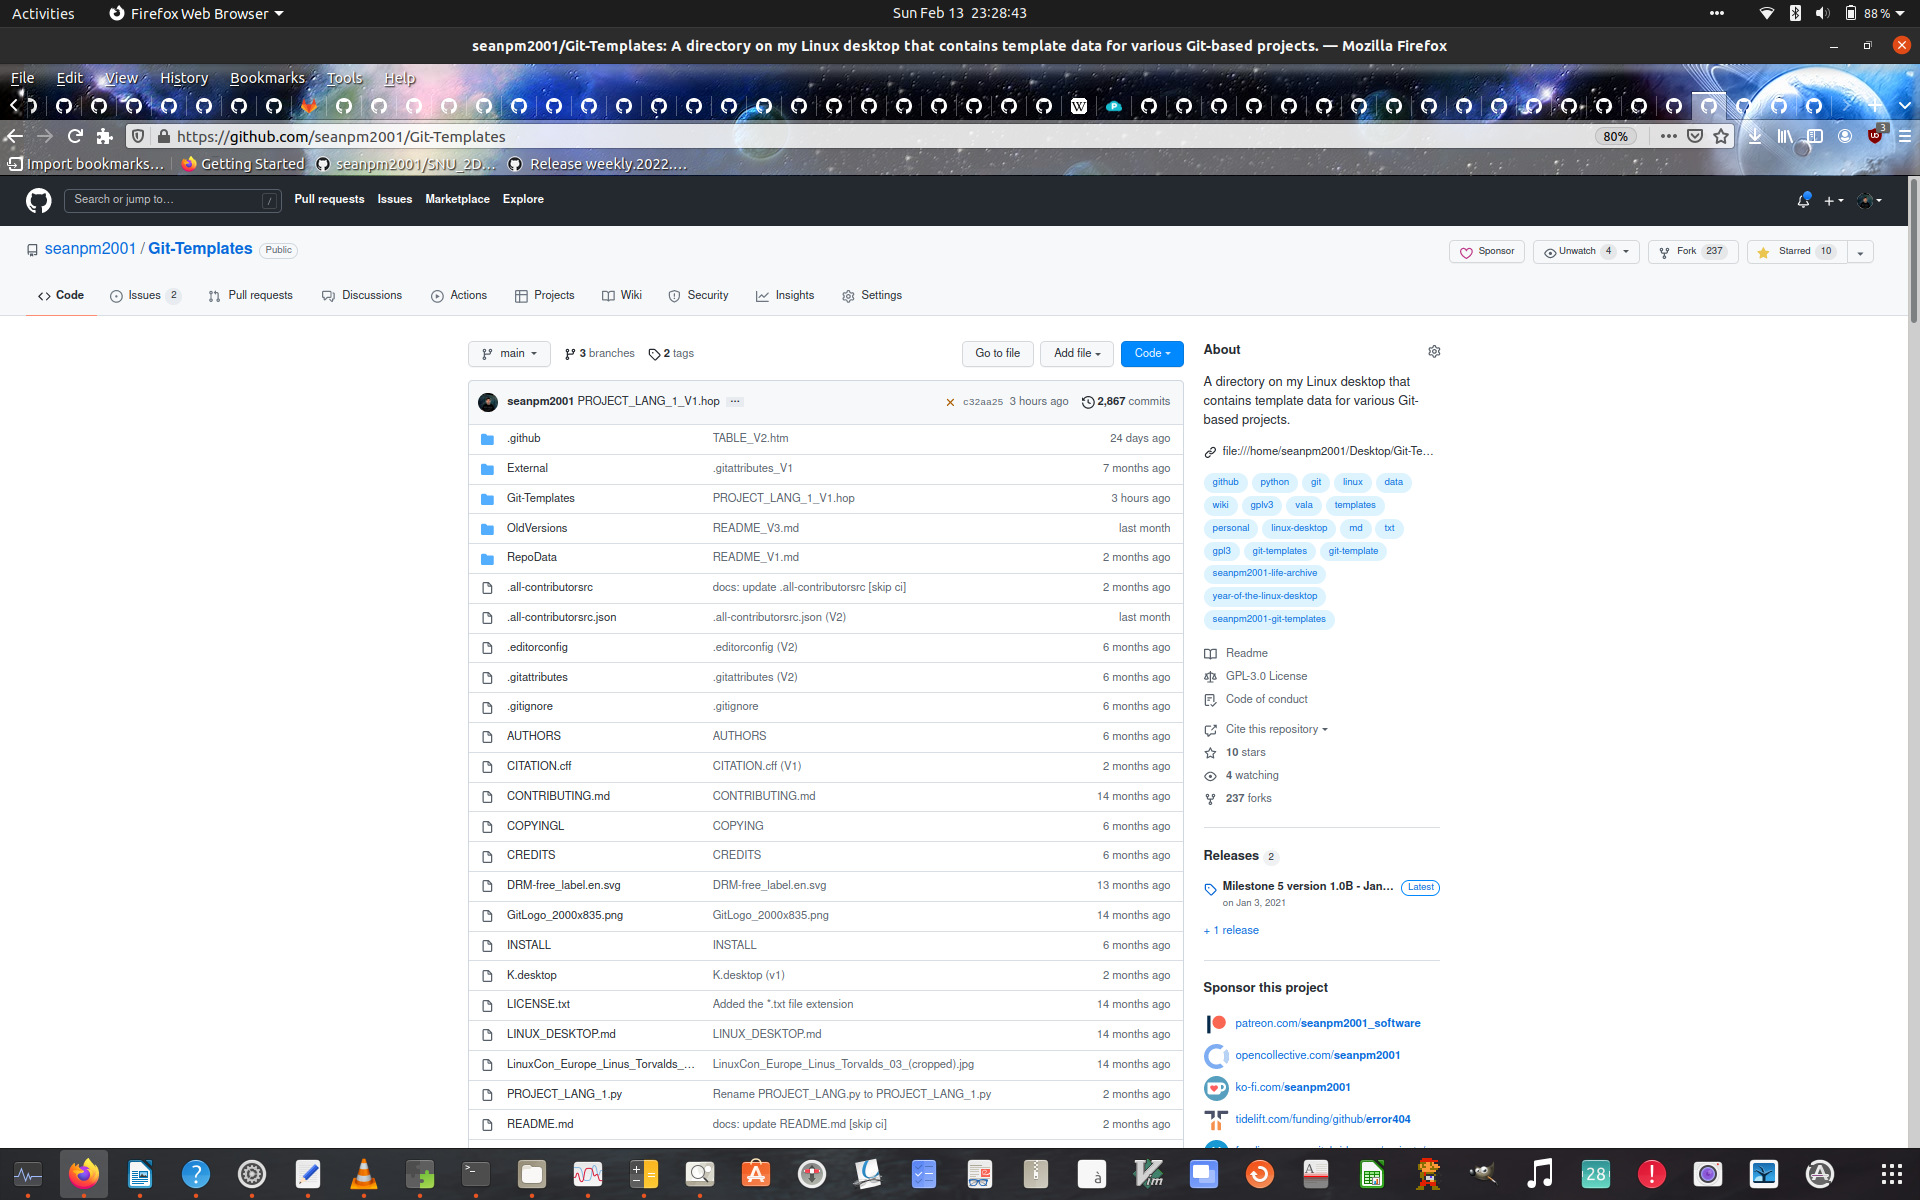 Activities
Firefox Web Browser
Sun Feb 13 23:28:43
88 %
seanpm2001/Git-Templates: A directory on my Linux desktop that contains template data for various Git-based projects. — Mozilla Firefox
File Edit View History Bookmarks Tools Help
https://github.com/seanpm2001/Git-Templates
80%
3
Import bookmarks...
Getting Started
seanpm2001/SNU_2D...
Release weekly.2022....
Search or jump to...
/
Pull requests
Issues
Marketplace
Explore
seanpm2001 / Git-Templates
Public
Sponsor
Unwatch 4
Fork 237
Starred 10
Code
Issues 2
Pull requests
Discussions
Actions
Projects
Wiki
Security
Insights
Settings
main
3 branches
2 tags
Go to file
Add file
Code
seanpm2001 PROJECT_LANG_1_V1.hop ...
c32aa25 3 hours ago
2,867 commits
.github TABLE_V2.htm 24 days ago
External .gitattributes_V1 7 months ago
Git-Templates PROJECT_LANG_1_V1.hop 3 hours ago
OldVersions README_V3.md last month
RepoData README_V1.md 2 months ago
.all-contributorsrc docs: update .all-contributorsrc [skip ci] 2 months ago
.all-contributorsrc.json .all-contributorsrc.json (V2) last month
.editorconfig .editorconfig (V2) 6 months ago
.gitattributes .gitattributes (V2) 6 months ago
.gitignore .gitignore 6 months ago
AUTHORS AUTHORS 6 months ago
CITATION.cff CITATION.cff (V1) 2 months ago
CONTRIBUTING.md CONTRIBUTING.md 14 months ago
COPYINGL COPYING 6 months ago
CREDITS CREDITS 6 months ago
DRM-free_label.en.svg DRM-free_label.en.svg 13 months ago
GitLogo_2000x835.png GitLogo_2000x835.png 14 months ago
INSTALL INSTALL 6 months ago
K.desktop K.desktop (v1) 2 months ago
LICENSE.txt Added the *.txt file extension 14 months ago
LINUX_DESKTOP.md LINUX_DESKTOP.md 14 months ago
LinuxCon_Europe_Linus_Torvalds_... LinuxCon_Europe_Linus_Torvalds_03_(cropped).jpg 14 months ago
PROJECT_LANG_1.py Rename PROJECT_LANG.py to PROJECT_LANG_1.py 2 months ago
README.md docs: update README.md [skip ci] 2 months ago
About
A directory on my Linux desktop that
contains template data for various Git-
based projects.
file:///home/seanpm2001/Desktop/Git-Te...
github python git linux data
wiki gplv3 vala templates
personal linux-desktop md txt
gpl3 git-templates git-template
seanpm2001-life-archive
year-of-the-linux-desktop
seanpm2001-git-templates
Readme
GPL-3.0 License
Code of conduct
Cite this repository
10 stars
4 watching
237 forks
Releases 2
Milestone 5 version 1.0B - Jan... Latest
on Jan 3, 2021
+ 1 release
Sponsor this project
patreon.com/seanpm2001_software
opencollective.com/seanpm2001
ko-fi.com/seanpm2001
tidelift.com/funding/github/error404
28